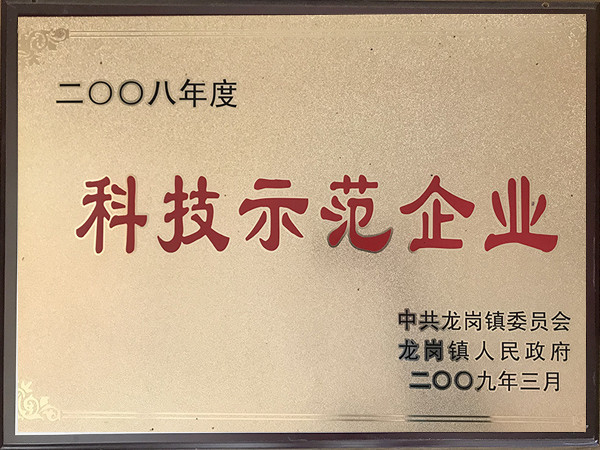 二〇〇八年度
科技示范企业
中共龙岗镇委员会
龙岗镇人民政府
二〇〇九年三月